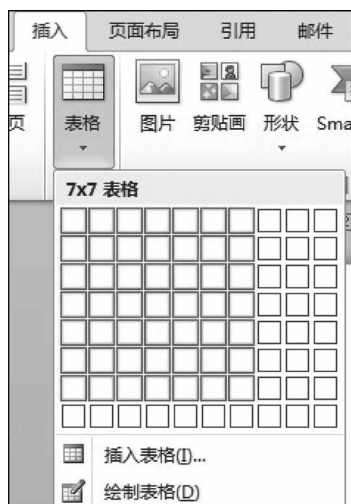 插入 页面布局 引用 邮件
页 表格 图片 剪贴画 形状 Sma
7x7 表格
插入表格(I)...
绘制表格(D)